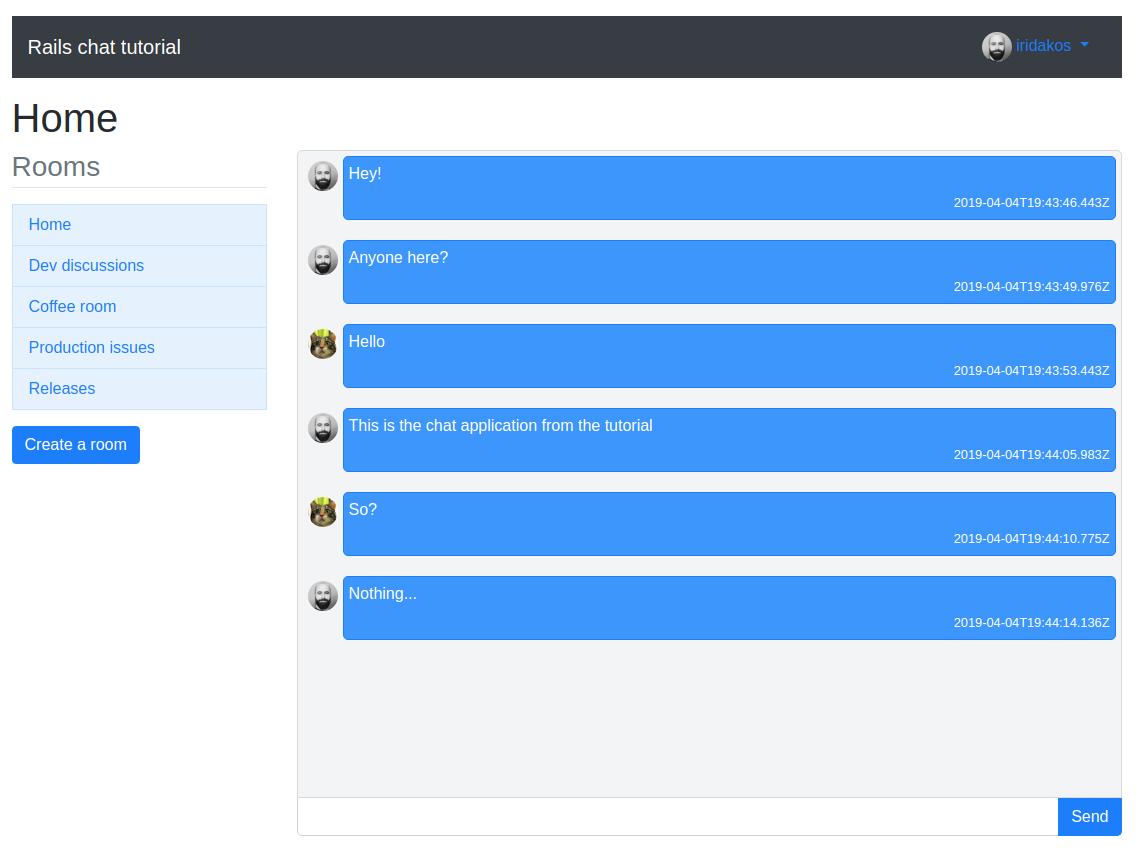 Rails chat tutorial
iridakos
Home
Rooms
Home
Dev discussions
Coffee room
Production issues
Releases
Create a room
Hey!
2019-04-04T19:43:46.443Z
Anyone here?
2019-04-04T19:43:49.976Z
Hello
2019-04-04T19:43:53.443Z
This is the chat application from the tutorial
2019-04-04T19:44:05.983Z
So?
2019-04-04T19:44:10.775Z
Nothing...
2019-04-04T19:44:14.136Z
Send